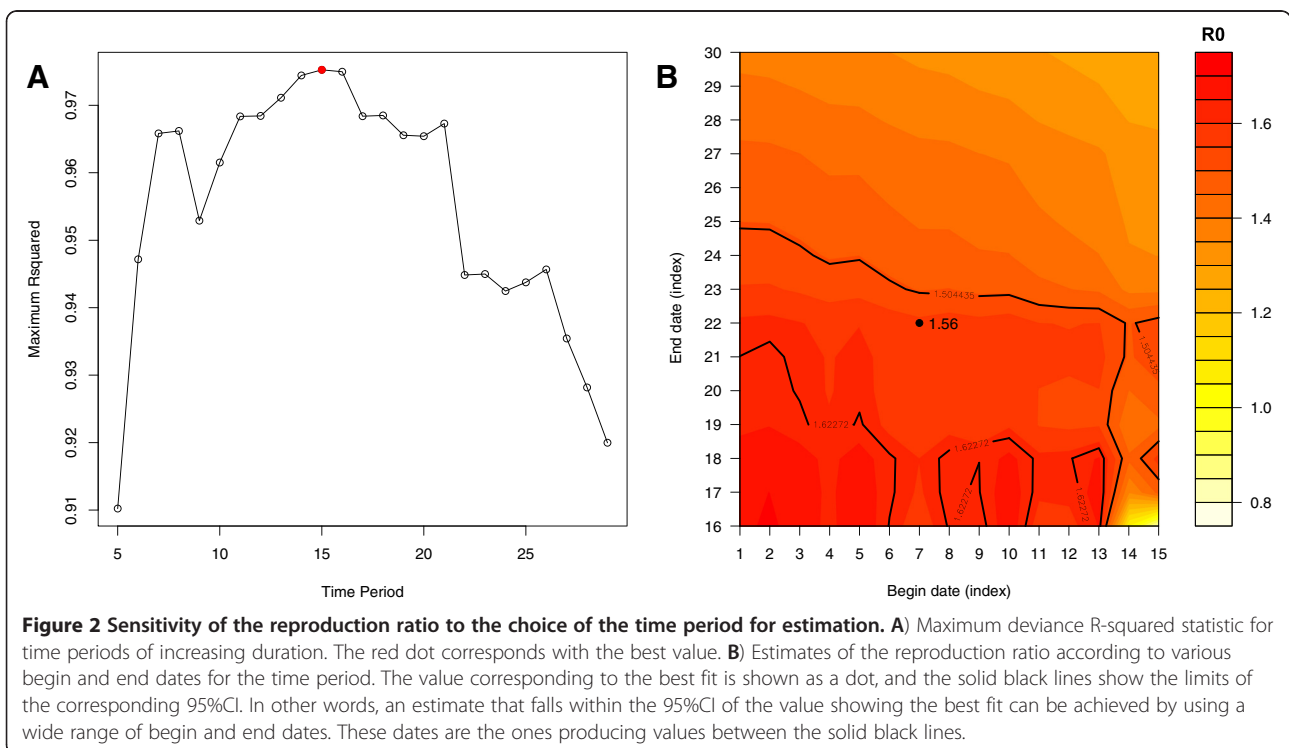 A
0.97
0.96
0.95
0.94
0.93
0.92
0.91
Maximum Rsquared
5 10 15 20 25
Time Period
B
30
29
28
27
26
25
24
23
22
21
20
19
18
17
16
End date (index)
1.504435
1.56
1.504435
1.62272
1.62272
1.62272
1.62272
1 2 3 4 5 6 7 8 9 10 11 12 13 14 15
Begin date (index)
R0
1.6
1.4
1.2
1.0
0.8
Figure 2 Sensitivity of the reproduction ratio to the choice of the time period for estimation. A) Maximum deviance R-squared statistic for
time periods of increasing duration. The red dot corresponds with the best value. B) Estimates of the reproduction ratio according to various
begin and end dates for the time period. The value corresponding to the best fit is shown as a dot, and the solid black lines show the limits of
the corresponding 95%CI. In other words, an estimate that falls within the 95%CI of the value showing the best fit can be achieved by using a
wide range of begin and end dates. These dates are the ones producing values between the solid black lines.